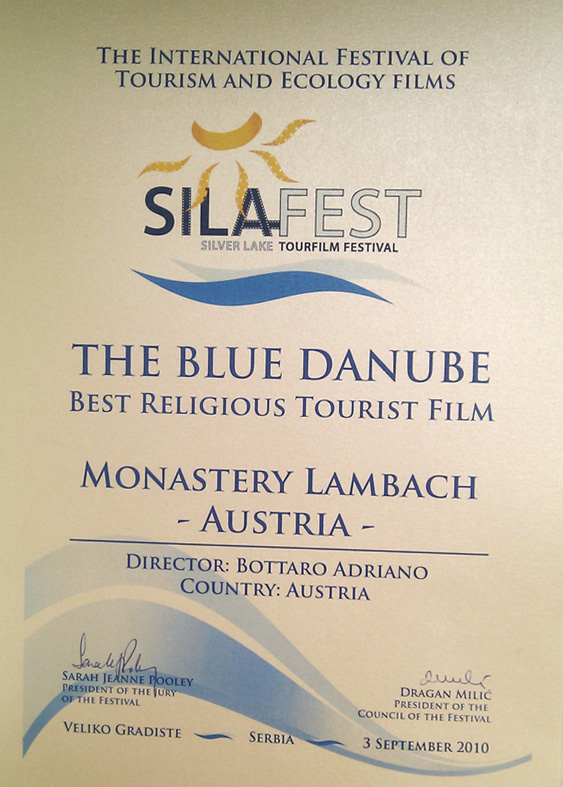 The International Festival of
Tourism and Ecology Films
SILAFEST
SILVER LAKE TOURFILM FESTIVAL
THE BLUE DANUBE
Best Religious Tourist Film
Monastery Lambach
- Austria -
Director: Bottaro Adriano
Country: Austria
Sarah Jeanne Pooley
President of the Jury
of the Festival
Dragan Milić
President of the
Council of the Festival
Veliko Gradiste Serbia 3 September 2010